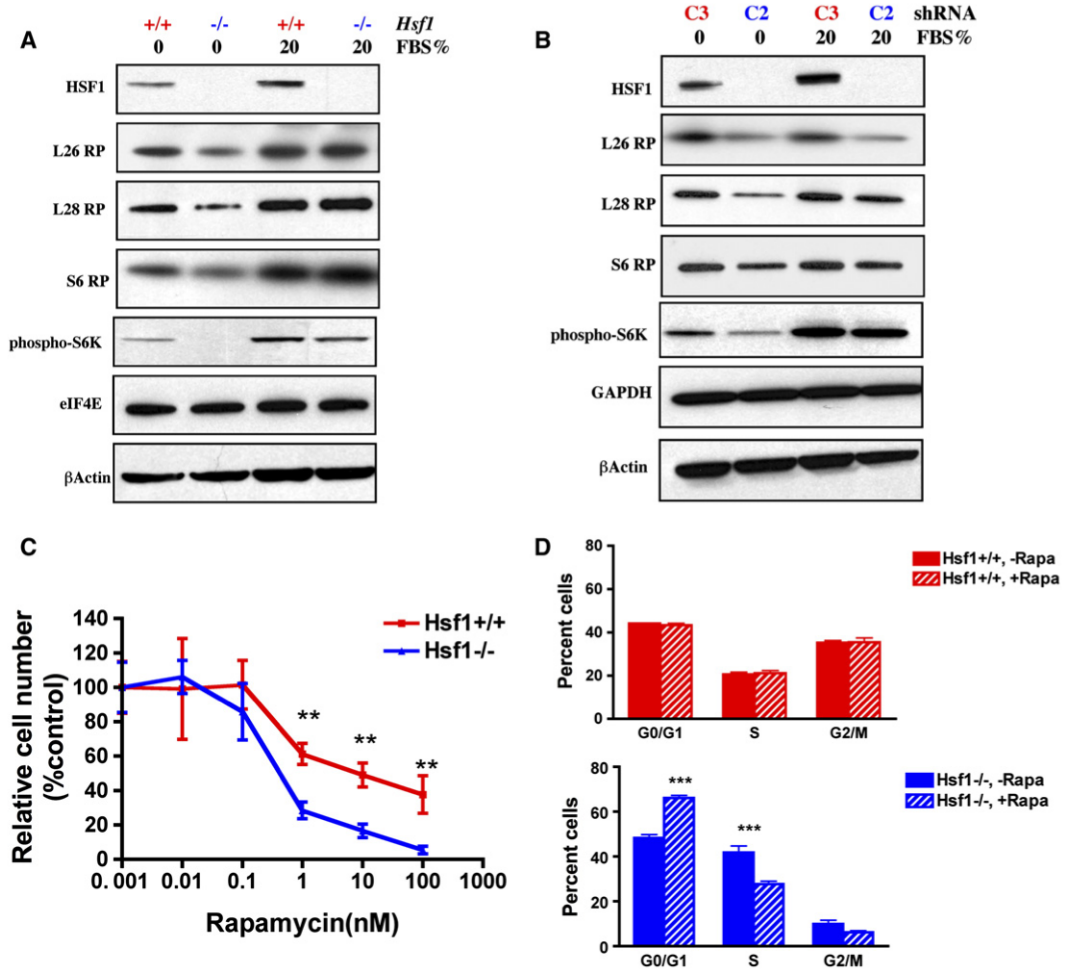 A
+/+ -/- +/+ -/- Hsf1
0 0 20 20 FBS%
HSF1
L26 RP
L28 RP
S6 RP
phospho-S6K
eIF4E
βActin
B
C3 C2 C3 C2 shRNA
0 0 20 20 FBS%
HSF1
L26 RP
L28 RP
S6 RP
phospho-S6K
GAPDH
βActin
C
Relative cell number
(%control)
140
120
100
80
60
40
20
0
** ** **
Hsf1+/+
Hsf1-/-
0.001 0.01 0.1 1 10 100 1000
Rapamycin(nM)
D
Percent cells
80
60
40
20
0
G0/G1 S G2/M
Hsf1+/+, -Rapa
Hsf1+/+, +Rapa
Percent cells
80
60
40
20
0
*** ***
G0/G1 S G2/M
Hsf1-/-, -Rapa
Hsf1-/-, +Rapa